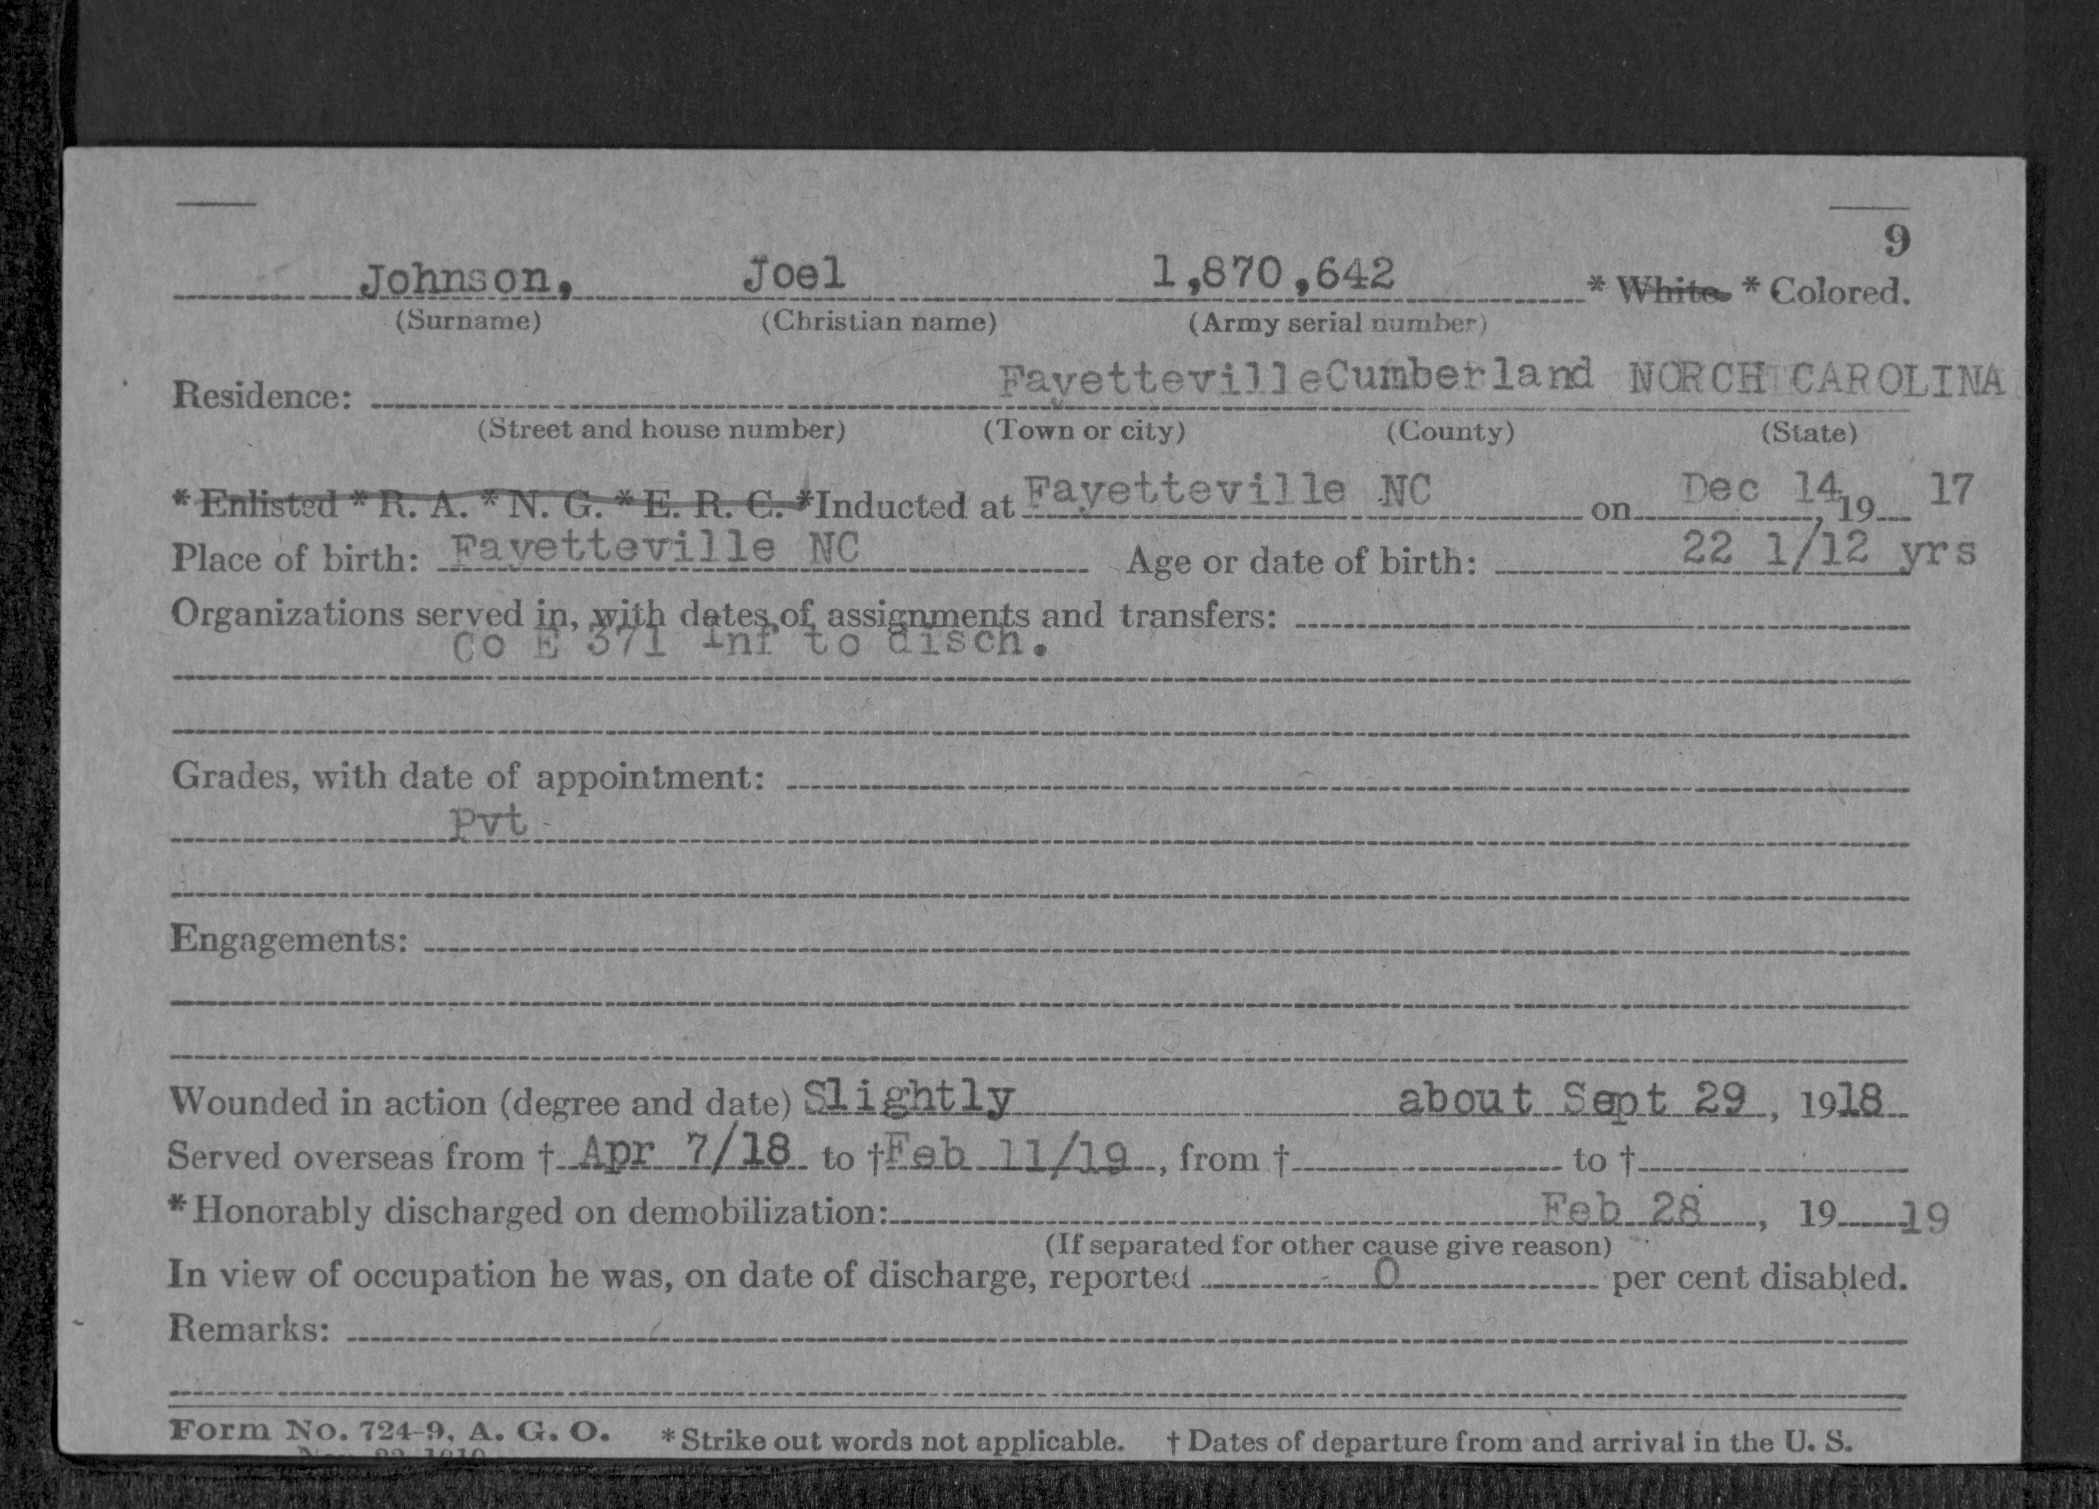 9
Johnson, Joel 1,870,642 * White * Colored.
(Surname) (Christian name) (Army serial number)
Residence: Fayetteville Cumberland NORCH CAROLINA
(Street and house number) (Town or city) (County) (State)
* Enlisted * R. A. * N. G. * E. R. C. * Inducted at Fayetteville NC on Dec 14, 19 17
Place of birth: Fayetteville NC Age or date of birth: 22 1/12 yrs
Organizations served in, with dates of assignments and transfers:
Co E 371 Inf to disch.
Grades, with date of appointment:
Pvt
Engagements:
Wounded in action (degree and date) Slightly about Sept 29, 1918
Served overseas from † Apr 7/18 to † Feb 11/19, from † to †
* Honorably discharged on demobilization: Feb 28, 19 19
(If separated for other cause give reason)
In view of occupation he was, on date of discharge, reported 0 per cent disabled.
Remarks:
Form No. 724-9, A. G. O. * Strike out words not applicable. † Dates of departure from and arrival in the U. S.